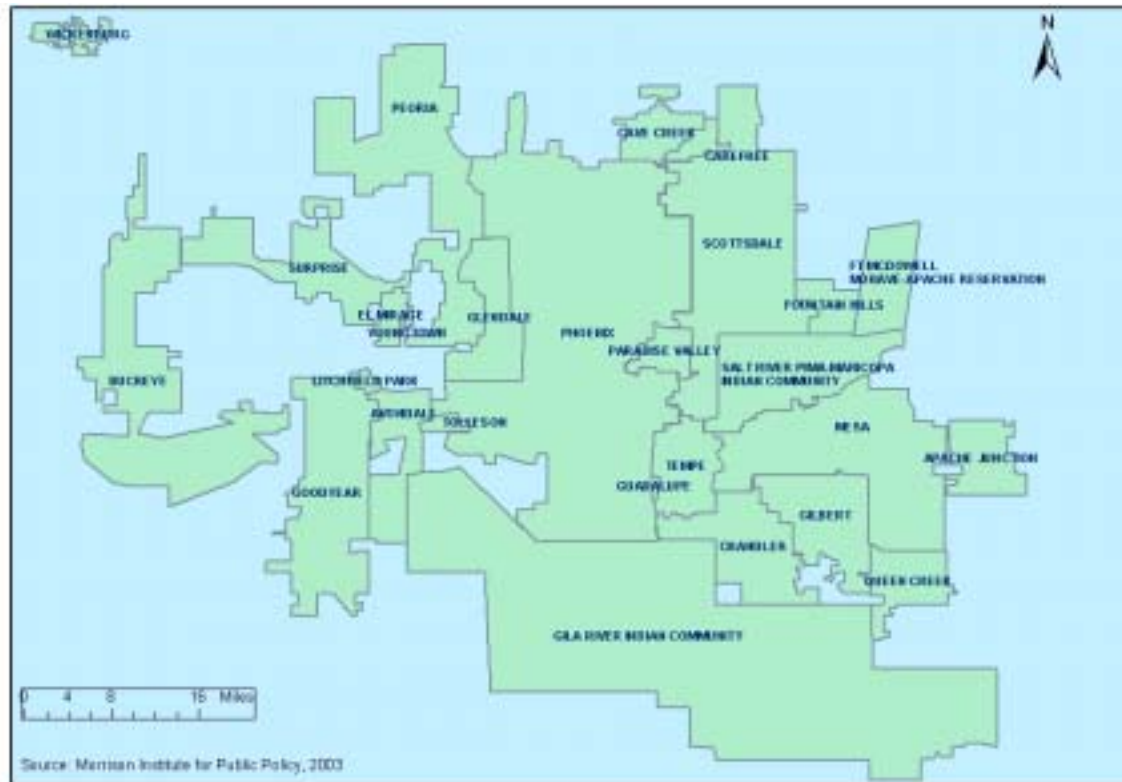 WICKENBURG
N
PEORIA
CAVE CREEK
CAREFREE
SCOTTSDALE
FT MCDOWELL
MOHAVE-APACHE RESERVATION
SURPRISE
FOUNTAIN HILLS
EL MIRAGE
GLENDALE
YOUNGTOWN
PHOENIX
PARADISE VALLEY
SALT RIVER PIMA-MARICOPA
INDIAN COMMUNITY
BUCKEYE
LITCHFIELD PARK
AVONDALE
TOLLESON
MESA
APACHE JUNCTION
TEMPE
GUADALUPE
GOODYEAR
GILBERT
CHANDLER
QUEEN CREEK
GILA RIVER INDIAN COMMUNITY
0 4 8 16 Miles
Source: Morrison Institute for Public Policy, 2003